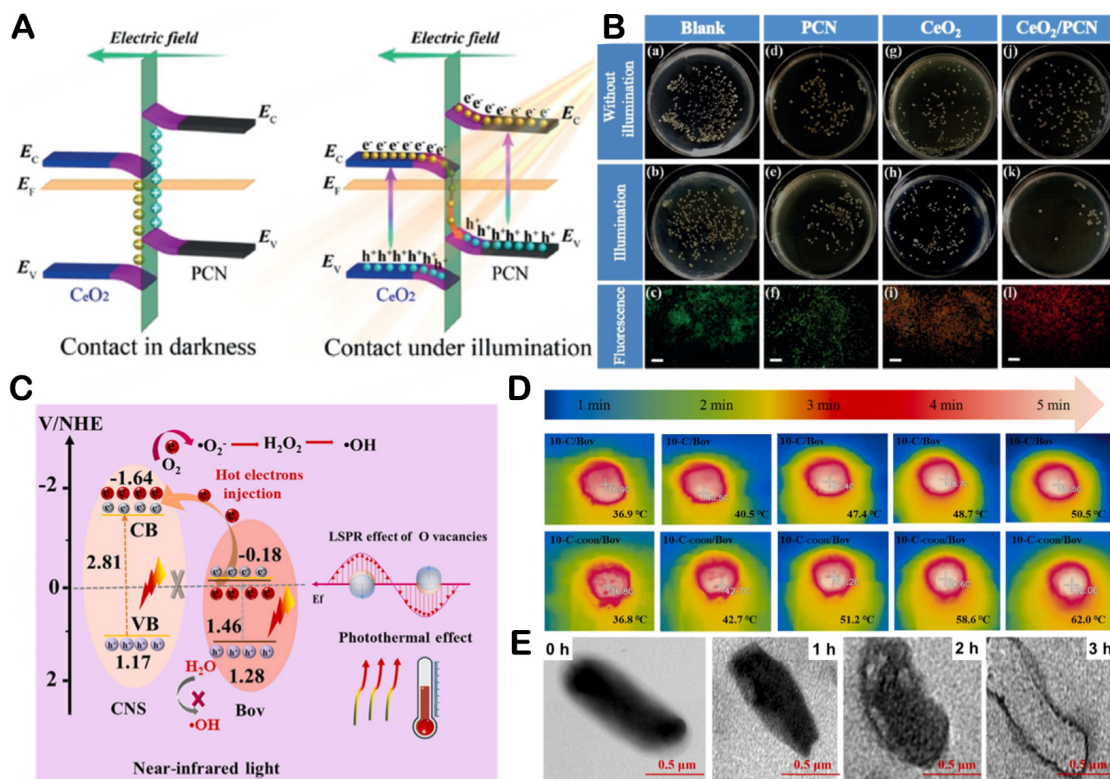 A
Electric field
Electric field
E_C
E_C
E_F
E_V
E_V
PCN
CeO₂
Contact in darkness
e⁻ e⁻ e⁻ e⁻ e⁻ e⁻ e⁻
E_C
E_C
E_F
h⁺ h⁺ h⁺ h⁺ h⁺ h⁺
E_V
E_V
PCN
CeO₂
Contact under illumination
B
Blank
PCN
CeO₂
CeO₂/PCN
Without illumination
(a)
(d)
(g)
(j)
Illumination
(b)
(e)
(h)
(k)
Fluorescence
(c)
(f)
(i)
(l)
C
V/NHE
-2
0
2
O₂
·O₂⁻
H₂O₂
·OH
Hot electrons
injection
-1.64
CB
2.81
VB
1.17
CNS
-0.18
Ef
1.46
1.28
Bov
H₂O
·OH
LSPR effect of O vacancies
Photothermal effect
Near-infrared light
D
1 min
2 min
3 min
4 min
5 min
10-C/Bov
10-C/Bov
10-C/Bov
10-C/Bov
10-C/Bov
36.9 °C
40.5 °C
47.4 °C
48.7 °C
50.5 °C
10-C-coon/Bov
10-C-coon/Bov
10-C-coon/Bov
10-C-coon/Bov
10-C-coon/Bov
36.8 °C
42.7 °C
51.2 °C
58.6 °C
62.0 °C
E
0 h
1 h
2 h
3 h
0.5 µm
0.5 µm
0.5 µm
0.5 µm